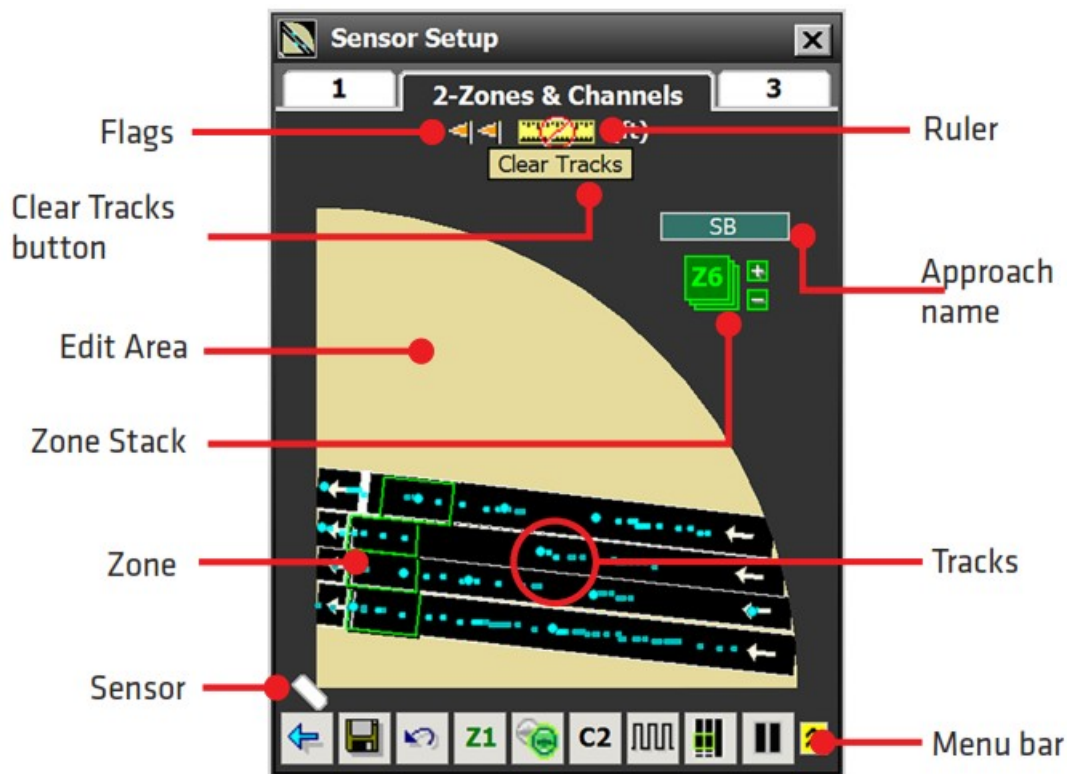 Sensor Setup
1
2-Zones & Channels
3
Flags
ft)
Ruler
Clear Tracks
Clear Tracks
button
SB
Z6
Approach
name
Edit Area
Zone Stack
Zone
Tracks
Sensor
Z1
C2
Menu bar